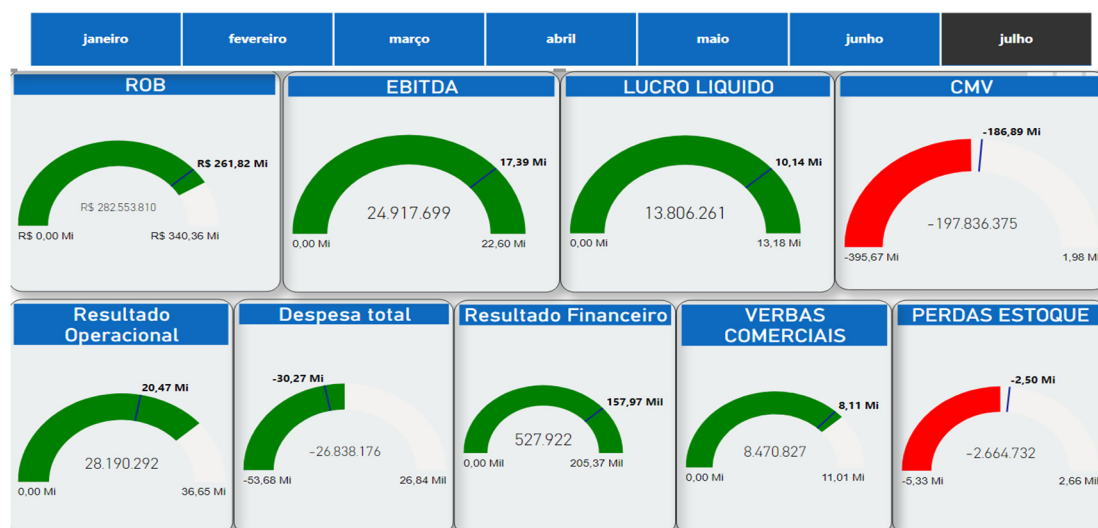 janeiro fevereiro março abril maio junho julho
ROB
R$ 261,82 Mi
R$ 282.553.810
R$ 0,00 Mi R$ 340,36 Mi
EBITDA
17,39 Mi
24.917.699
0,00 Mi 22,60 Mi
LUCRO LIQUIDO
10,14 Mi
13.806.261
0,00 Mi 13,18 Mi
CMV
-186,89 Mi
-197.836.375
-395,67 Mi 1,98 Mi
Resultado
Operacional
20,47 Mi
28.190.292
0,00 Mi 36,65 Mi
Despesa total
-30,27 Mi
-26.838.176
-53,68 Mi 26,84 Mil
Resultado Financeiro
157,97 Mil
527.922
0,00 Mil 205,37 Mil
VERBAS
COMERCIAIS
8,11 Mi
8.470.827
0,00 Mi 11,01 Mi
PERDAS ESTOQUE
-2,50 Mi
-2.664.732
-5,33 Mi 2,66 Mil